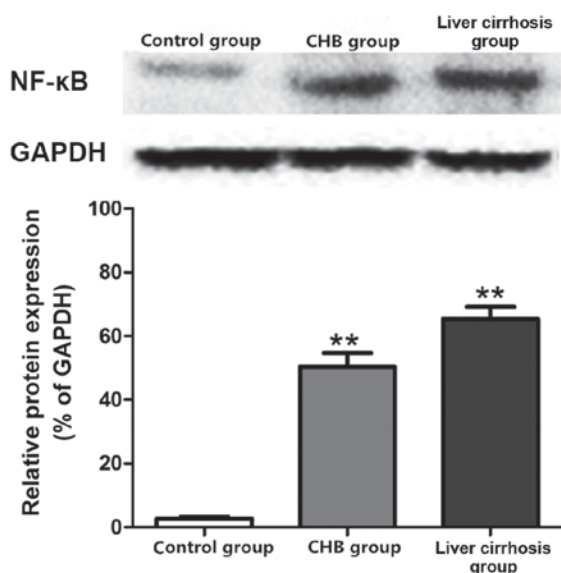 Control group
CHB group
Liver cirrhosis
group
NF-κB
GAPDH
Relative protein expression
(% of GAPDH)
100
80
60
40
20
0
**
**
Control group
CHB group
Liver cirrhosis
group